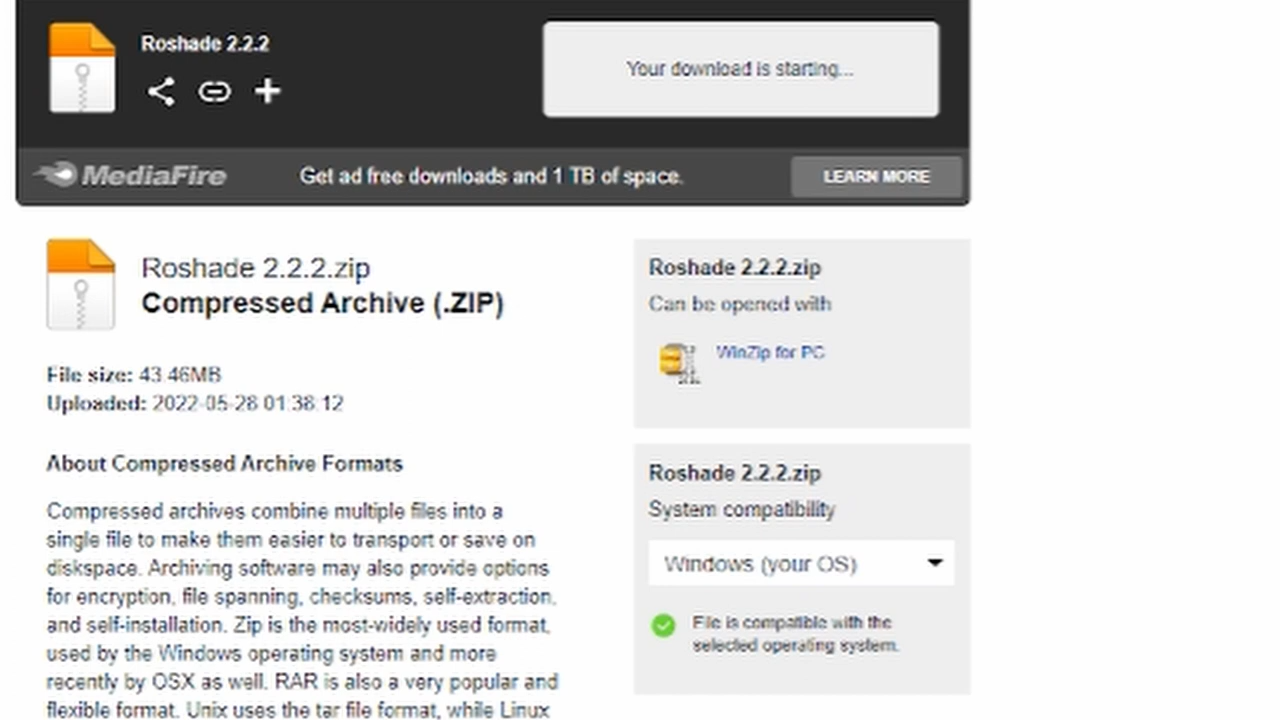 Roshade 2.2.2
Your download is starting...
MediaFire
Get ad free downloads and 1 TB of space.
LEARN MORE
Roshade 2.2.2.zip
Compressed Archive (.ZIP)
File size: 43.46MB
Uploaded: 2022-05-28 01:38:12
About Compressed Archive Formats
Compressed archives combine multiple files into a
single file to make them easier to transport or save on
diskspace. Archiving software may also provide options
for encryption, file spanning, checksums, self-extraction,
and self-installation. Zip is the most-widely used format,
used by the Windows operating system and more
recently by OSX as well. RAR is also a very popular and
flexible format. Unix uses the tar file format, while Linux
Roshade 2.2.2.zip
Can be opened with
WinZip for PC
Roshade 2.2.2.zip
System compatibility
Windows (your OS)
File is compatible with the
selected operating system.